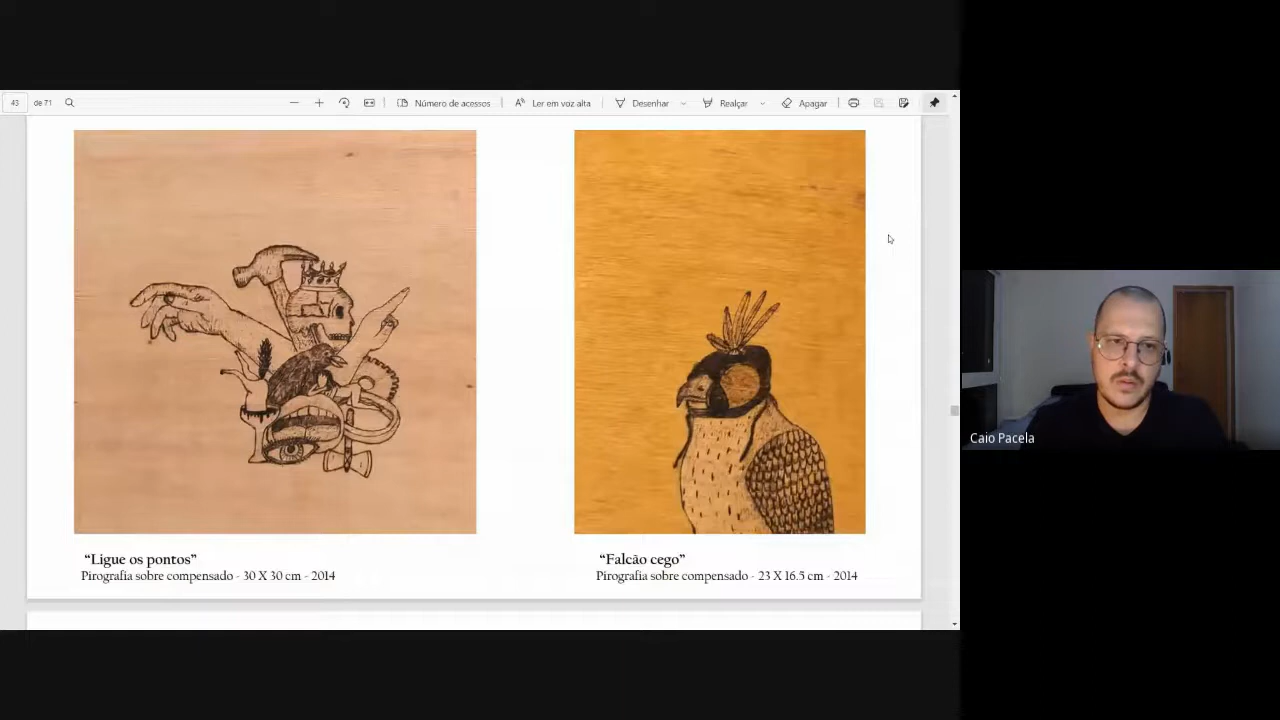 43 de 71
Número de acessos
Ler em voz alta
Desenhar
Realçar
Apagar
“Ligue os pontos”
Pirografia sobre compensado - 30 X 30 cm - 2014
“Falcão cego”
Pirografia sobre compensado - 23 X 16.5 cm - 2014
Caio Pacela